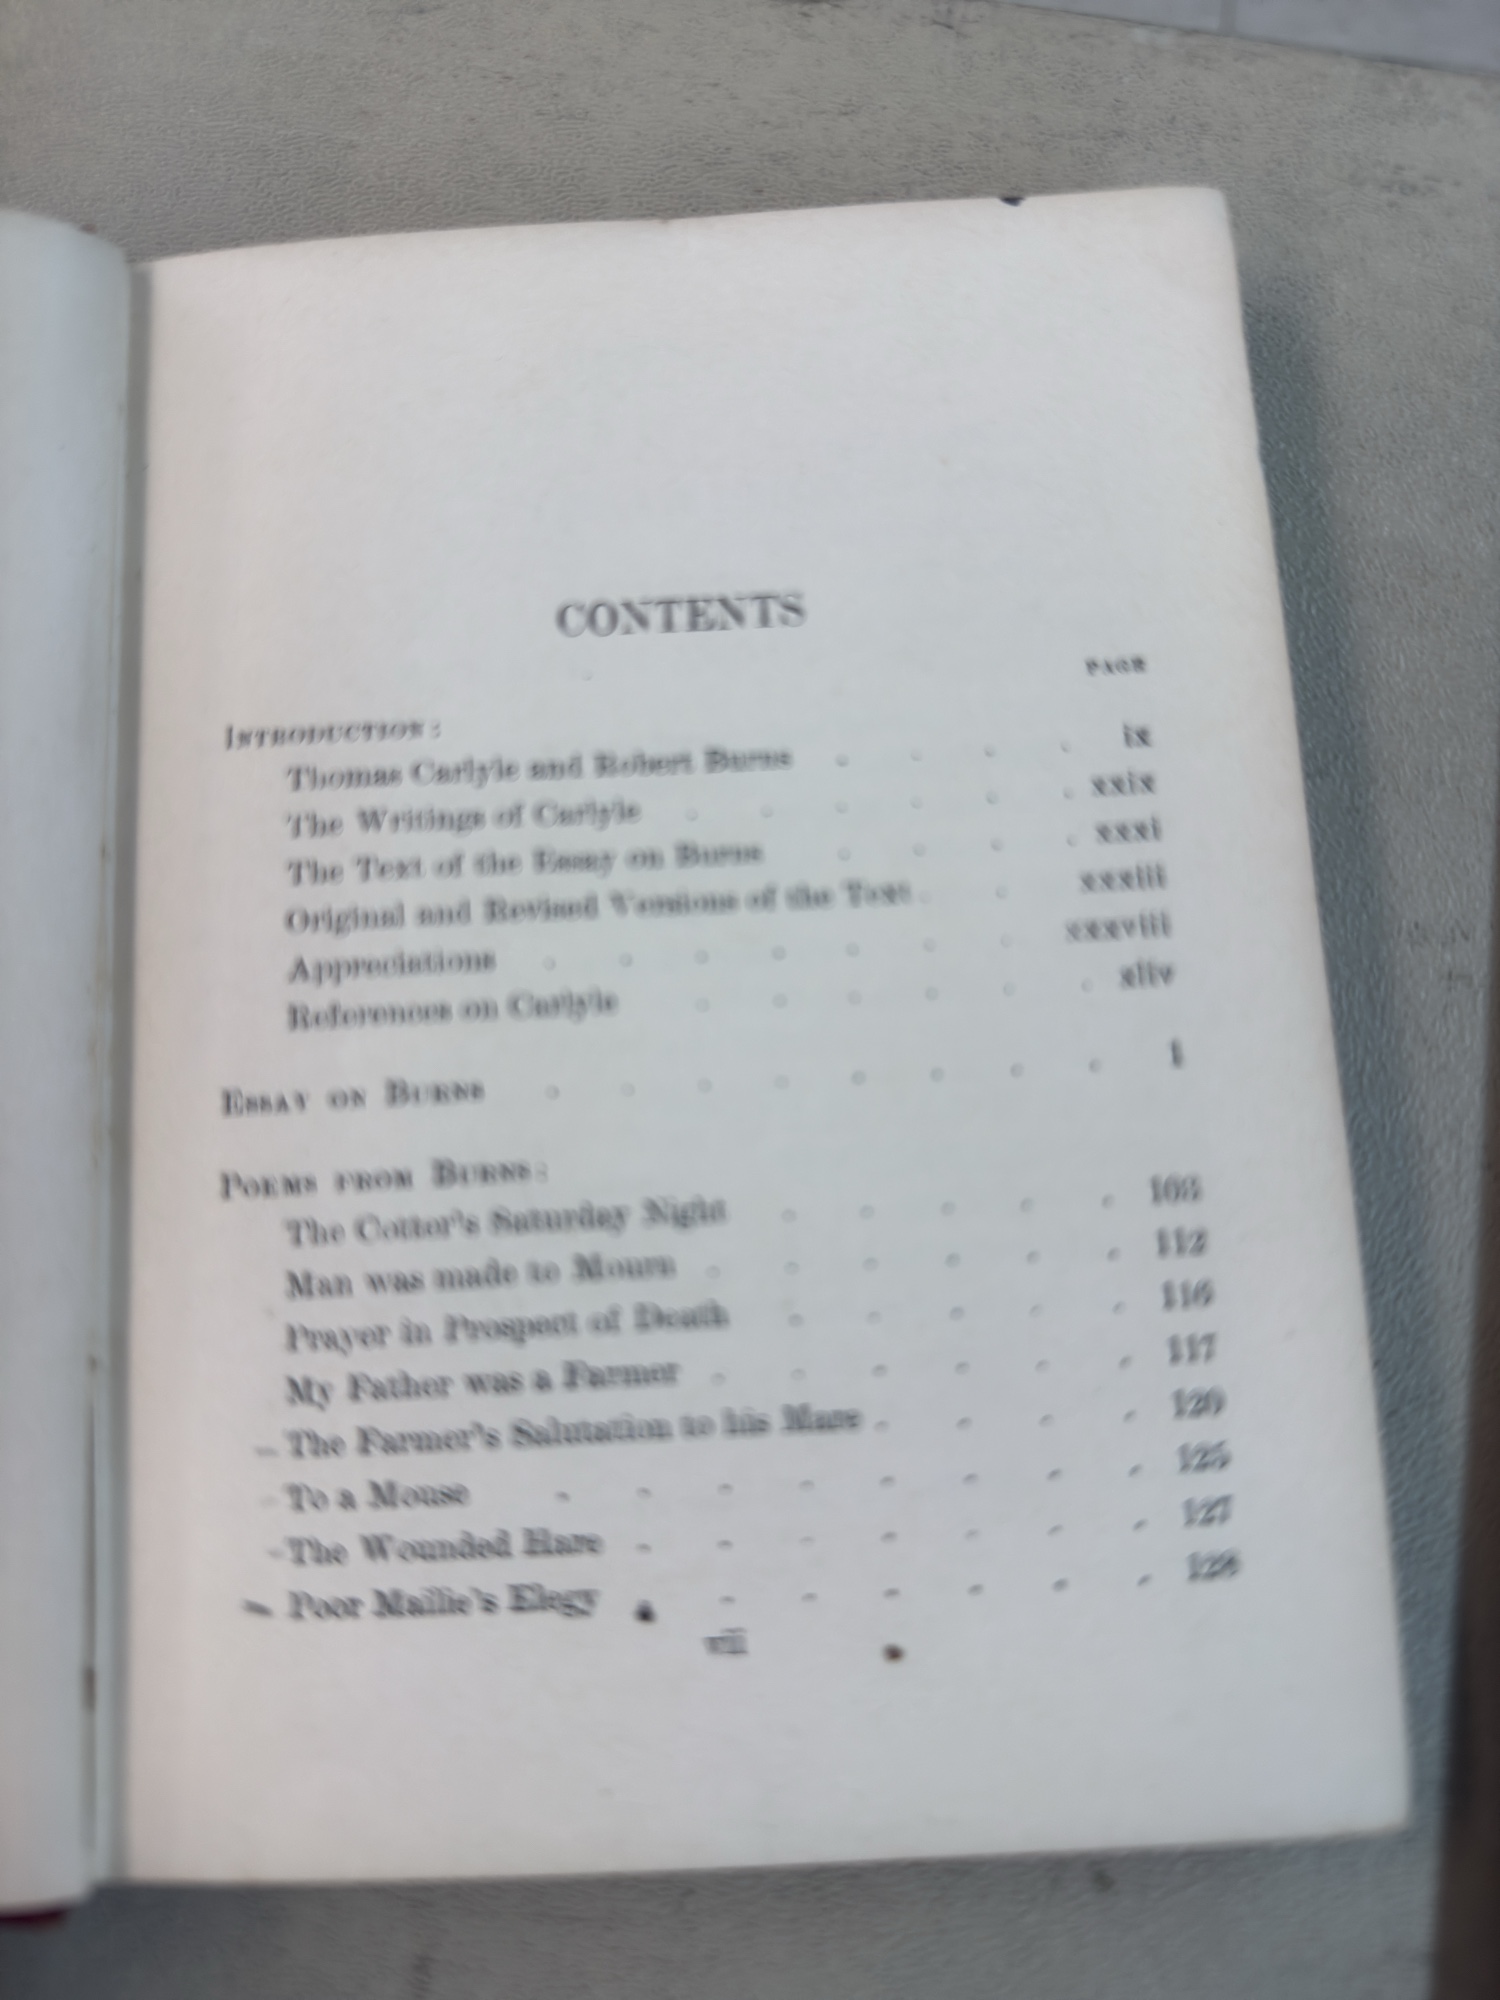 CONTENTS
PAGE
INTRODUCTION:
Thomas Carlyle and Robert Burns . . . . ix
The Writings of Carlyle . . . . . . xxix
The Text of the Essay on Burns . . . . xxxi
Original and Revised Versions of the Text . . xxxiii
Appreciations . . . . . . . xxxviii
References on Carlyle . . . . . . xliv
ESSAY ON BURNS . . . . . . . . 1
POEMS FROM BURNS:
The Cotter's Saturday Night . . . . .
Man was made to Mourn . . . . . . 112
Prayer in Prospect of Death . . . . . 116
My Father was a Farmer . . . . . . 117
The Farmer's Salutation to his Mare . . . . 120
To a Mouse . . . . . . . . 125
The Wounded Hare . . . . . . . 127
Poor Mailie's Elegy . . . . . . 128
vii